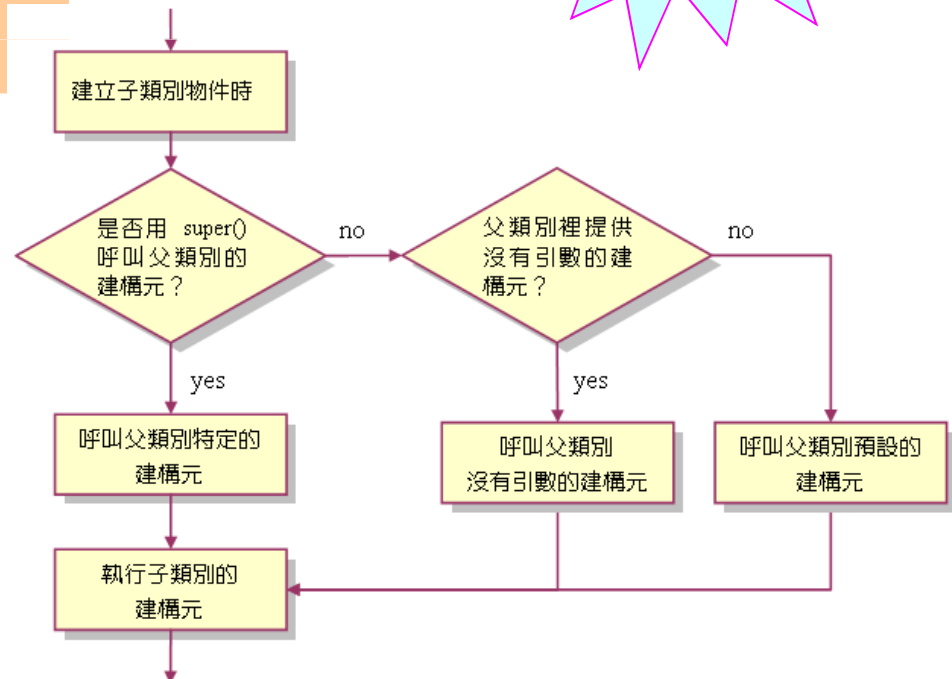 建立子類別物件時
是否用 super()
呼叫父類別的
建構元？
no
父類別裡提供
沒有引數的建
構元？
no
yes
yes
呼叫父類別特定的
建構元
呼叫父類別
沒有引數的建構元
呼叫父類別預設的
建構元
執行子類別的
建構元